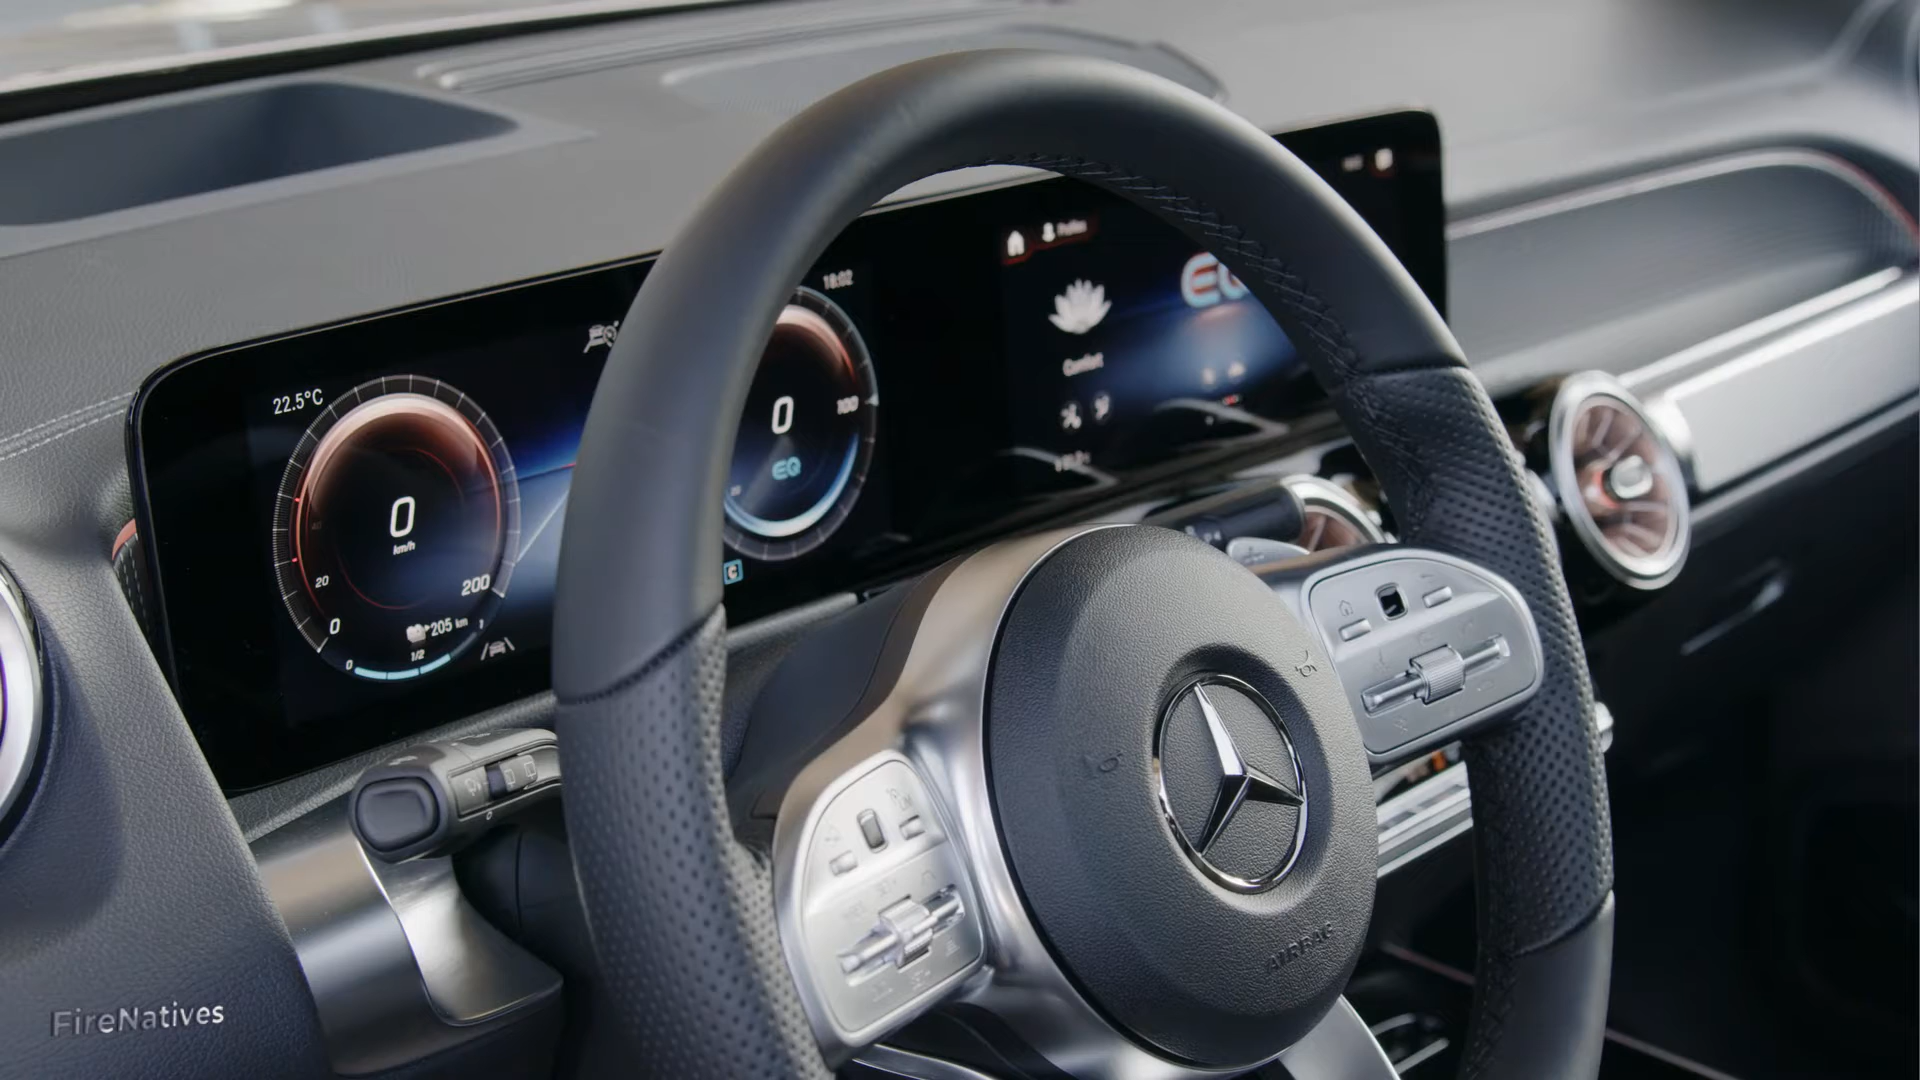 18:02
22.5°C
EQ
0
km/h
20
200
0
205 km
1/2
0
0
100
EQ
C
Comfort
AIRBAG
FireNatives